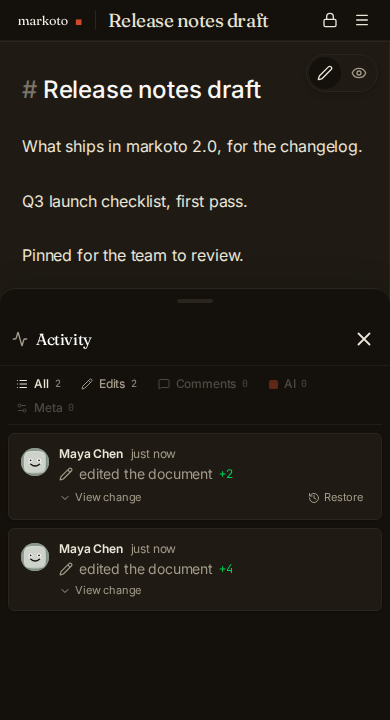 markoto
Release notes draft
# Release notes draft
What ships in markoto 2.0, for the changelog.
Q3 launch checklist, first pass.
Pinned for the team to review.
Activity
All 2 Edits 2 Comments 0 AI 0
Meta 0
Maya Chen just now
edited the document +2
View change Restore
Maya Chen just now
edited the document +4
View change